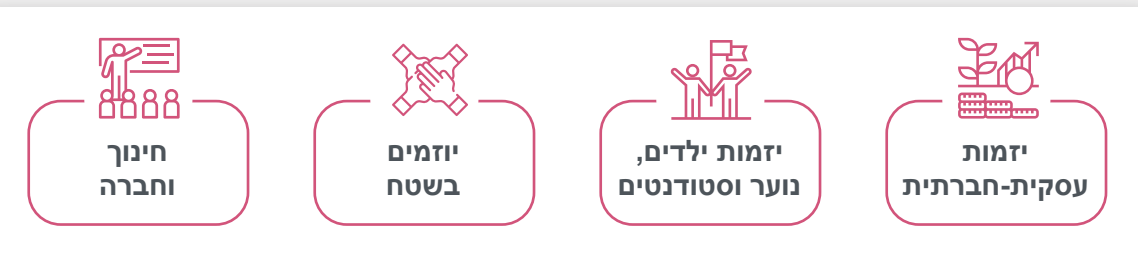 יזמות
עסקית-חברתית
יזמות ילדים,
נוער וסטודנטים
יוזמים
בשטח
חינוך
וחברה